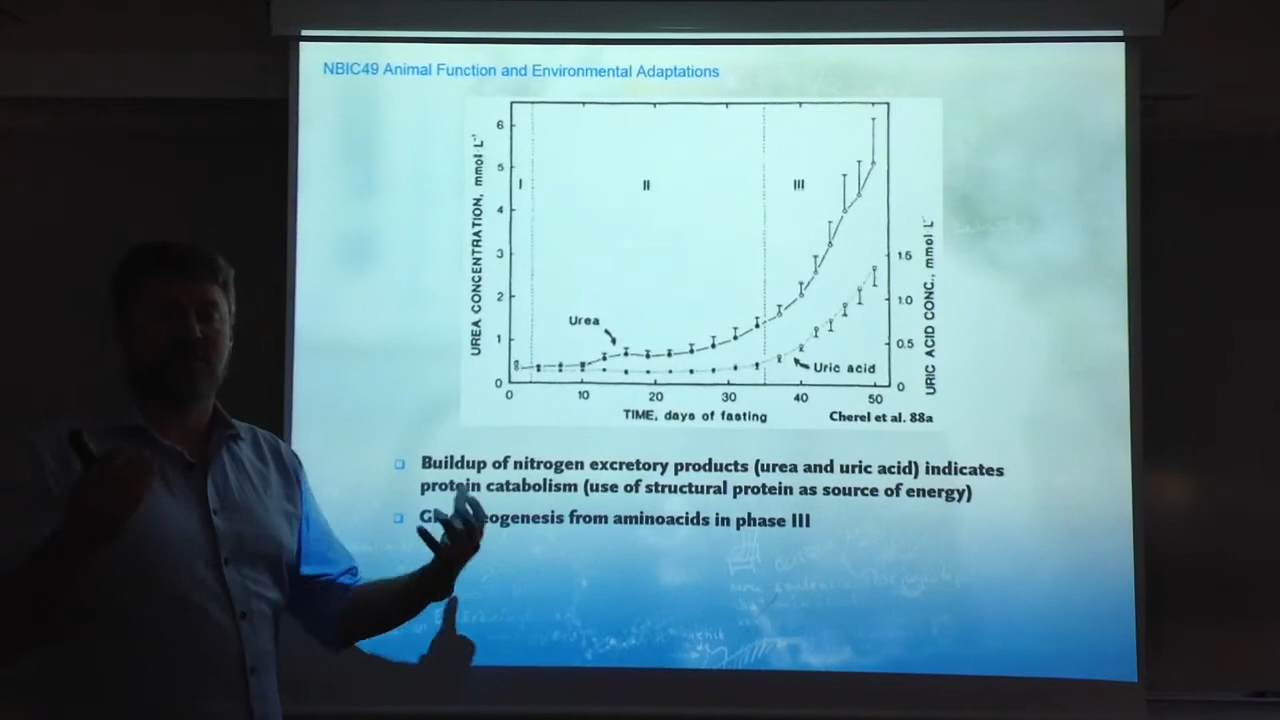 NBIC49 Animal Function and Environmental Adaptations
UREA CONCENTRATION, mmol·L⁻¹
6
5
4
3
2
1
0
I
II
III
Urea
Uric acid
1.5
1.0
0.5
0
URIC ACID CONC., mmol·L⁻¹
0
10
20
30
40
50
TIME, days of fasting
Cherel et al. 88a
Buildup of nitrogen excretory products (urea and uric acid) indicates
protein catabolism (use of structural protein as source of energy)
from aminoacids in phase III